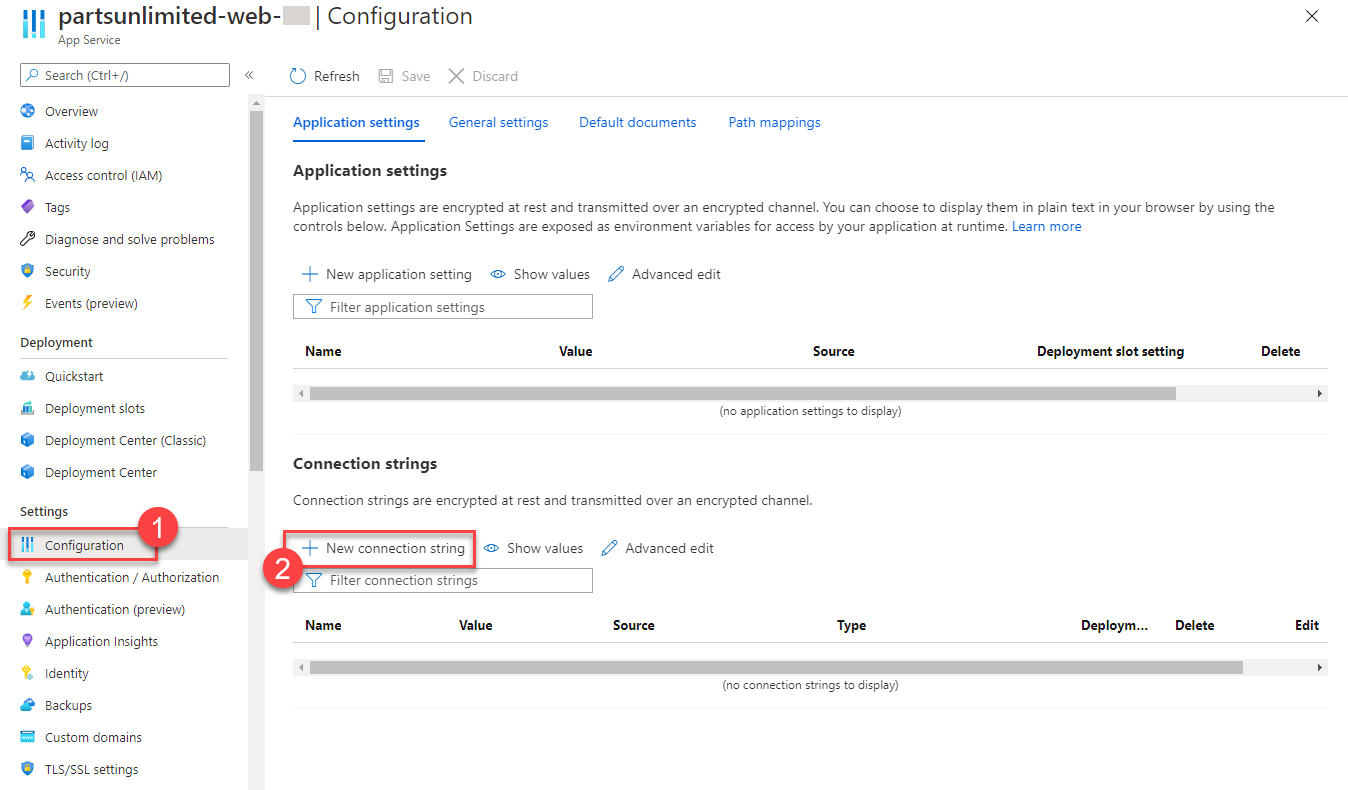 partsunlimited-web- | Configuration
App Service
Search (Ctrl+/)
«
Refresh
Save
Discard
Overview
Activity log
Access control (IAM)
Tags
Diagnose and solve problems
Security
Events (preview)
Deployment
Quickstart
Deployment slots
Deployment Center (Classic)
Deployment Center
Settings
1
Configuration
Authentication / Authorization
Authentication (preview)
Application Insights
Identity
Backups
Custom domains
TLS/SSL settings
Application settings General settings Default documents Path mappings
Application settings
Application settings are encrypted at rest and transmitted over an encrypted channel. You can choose to display them in plain text in your browser by using the
controls below. Application Settings are exposed as environment variables for access by your application at runtime. Learn more
New application setting Show values Advanced edit
Filter application settings
Name Value Source Deployment slot setting Delete
(no application settings to display)
Connection strings
Connection strings are encrypted at rest and transmitted over an encrypted channel.
New connection string Show values Advanced edit
2
Filter connection strings
Name Value Source Type Deploym... Delete Edit
(no connection strings to display)